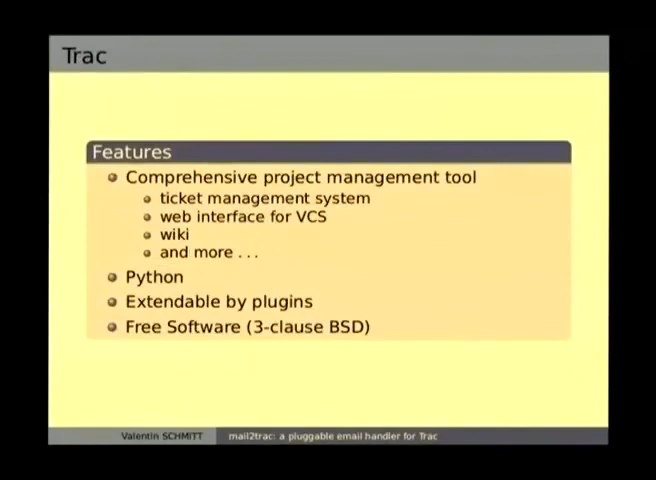 Trac
Features
Comprehensive project management tool
ticket management system
web interface for VCS
wiki
and more . . .
Python
Extendable by plugins
Free Software (3-clause BSD)
Valentin SCHMITT
mail2trac: a pluggable email handler for Trac